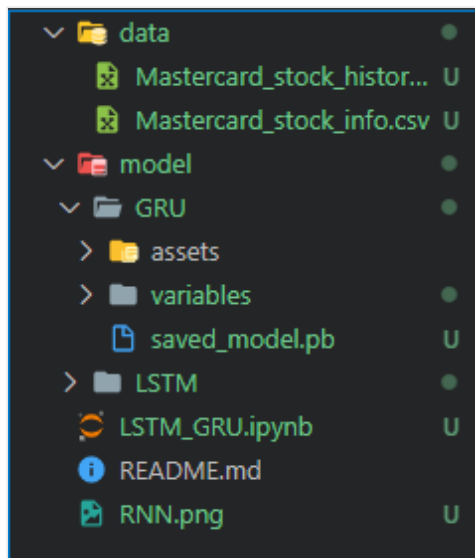 data
Mastercard_stock_histor... U
Mastercard_stock_info.csv U
model
GRU
assets
variables
saved_model.pb U
LSTM
LSTM_GRU.ipynb U
README.md
RNN.png U